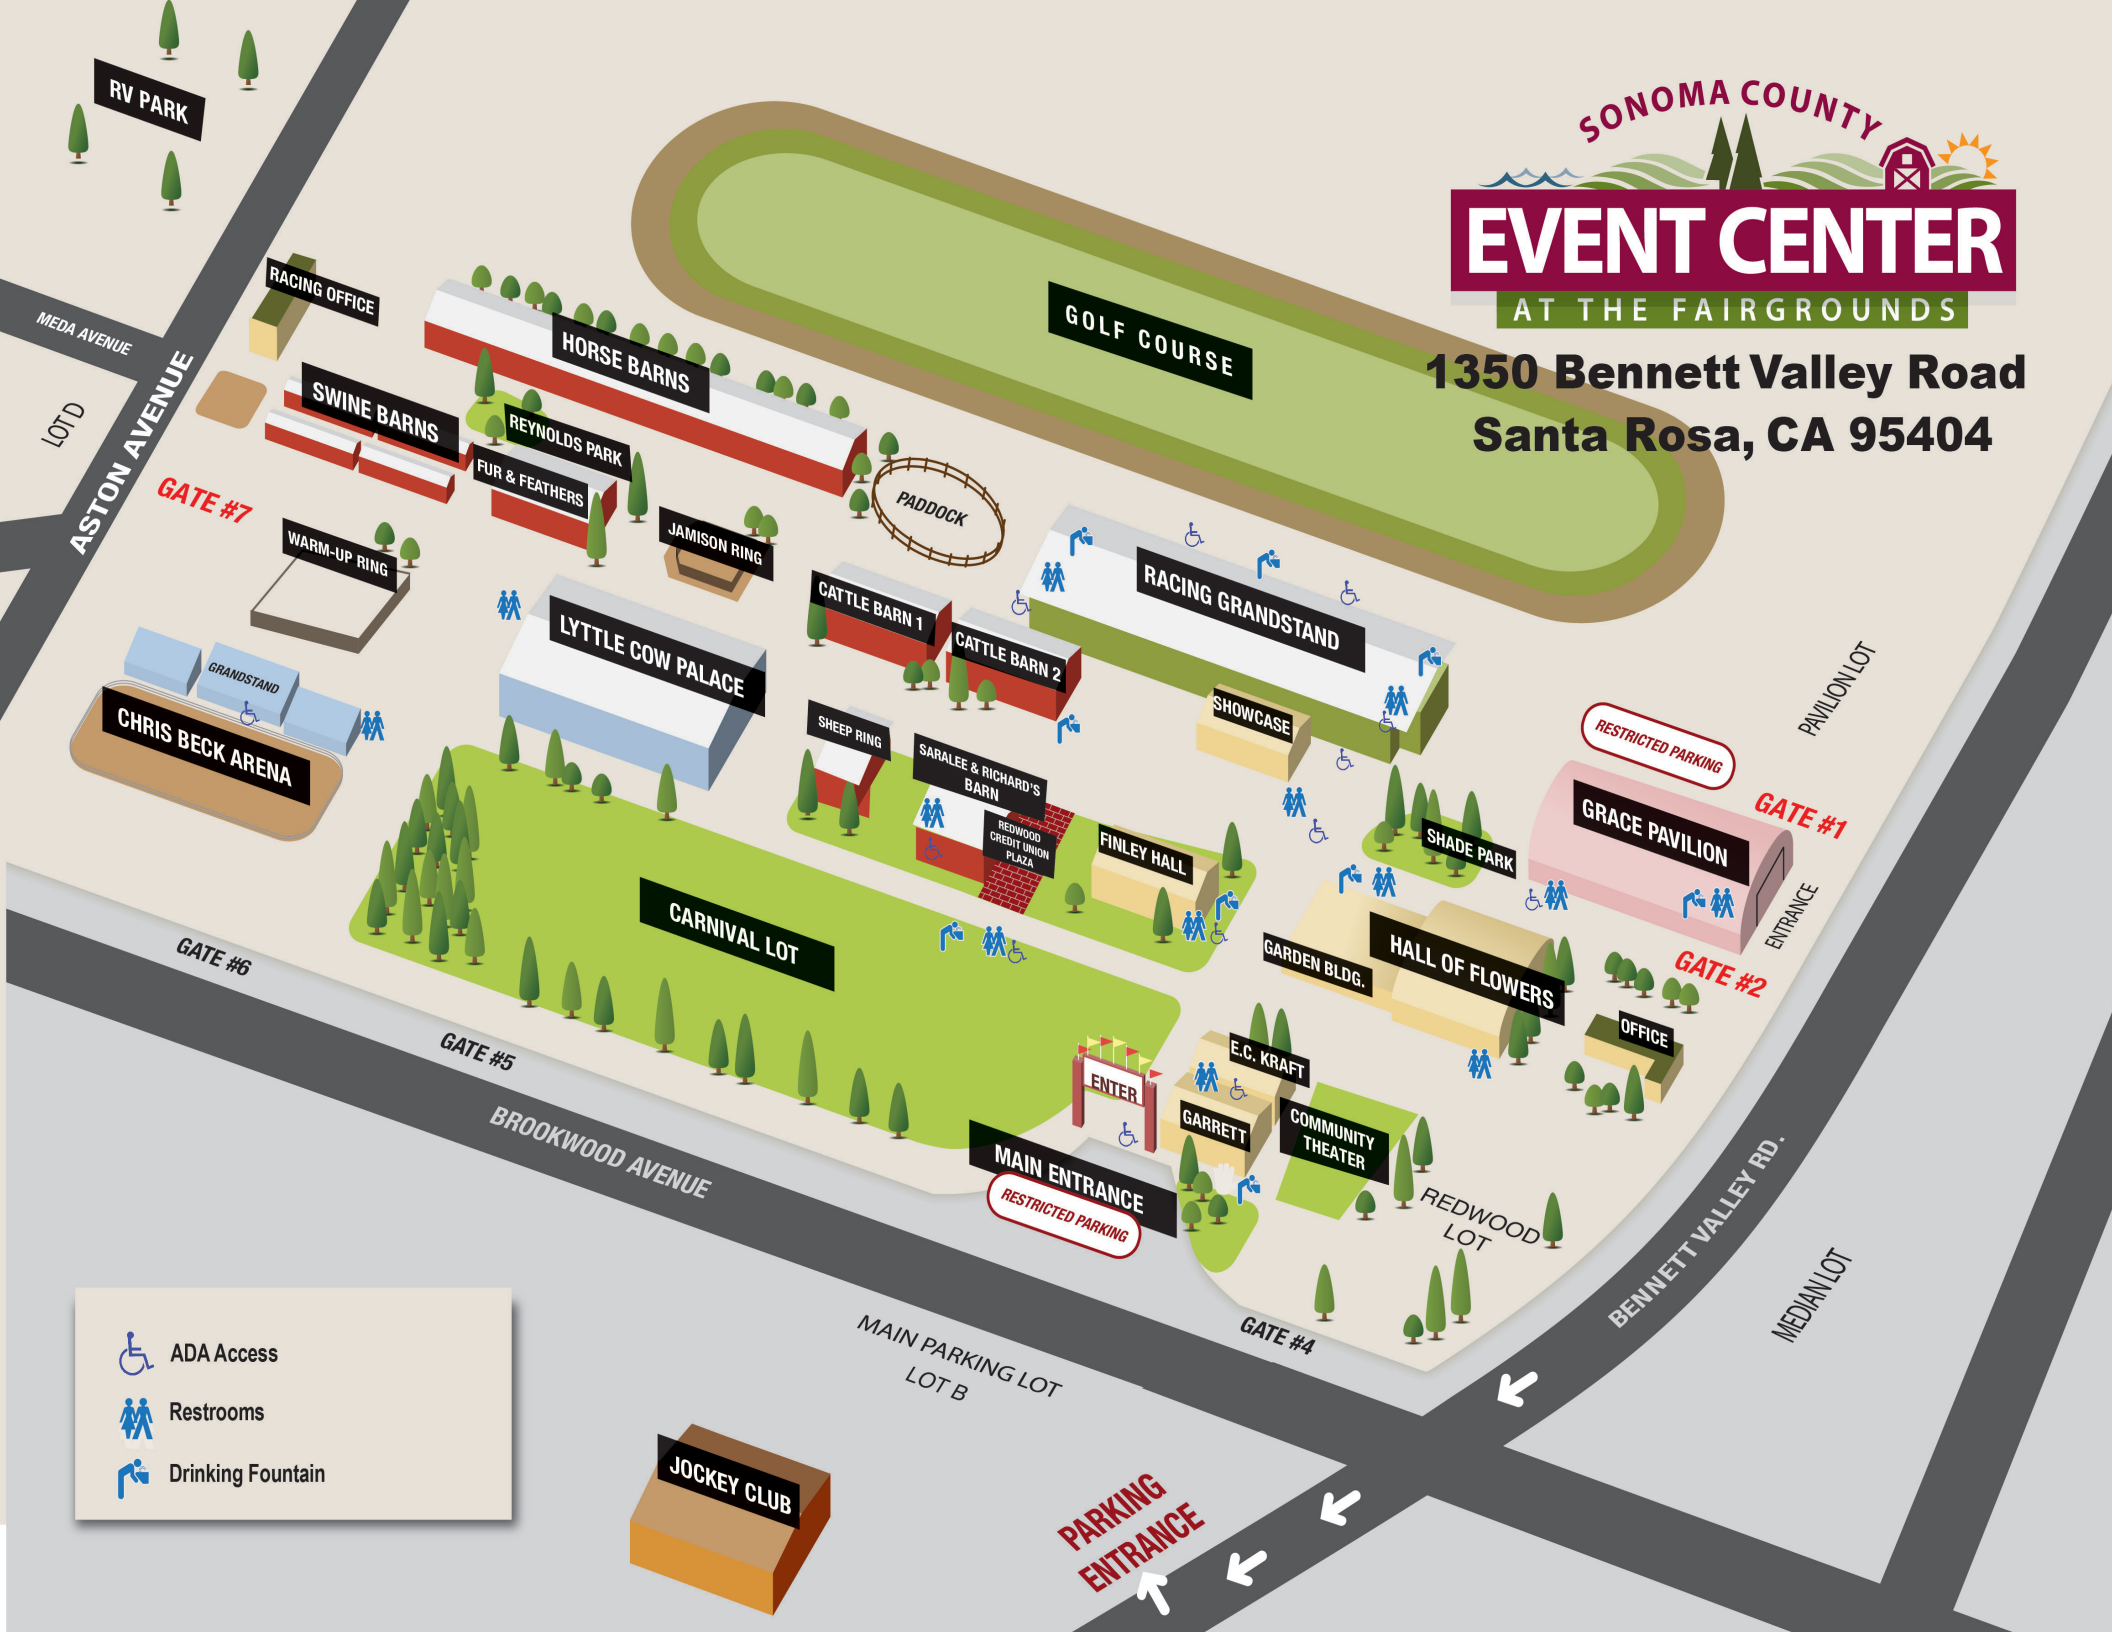 SONOMA COUNTY
EVENT CENTER
AT THE FAIRGROUNDS
1350 Bennett Valley Road
Santa Rosa, CA 95404
RV PARK
RACING OFFICE
MEDA AVENUE
ASTON AVENUE
LOT D
GATE #7
HORSE BARNS
SWINE BARNS
REYNOLDS PARK
FUR & FEATHERS
GOLF COURSE
PADDOCK
JAMISON RING
WARM-UP RING
LYTTLE COW PALACE
CATTLE BARN 1
CATTLE BARN 2
RACING GRANDSTAND
GRANDSTAND
CHRIS BECK ARENA
SHEEP RING
SARALEE & RICHARD'S
BARN
REDWOOD
CREDIT UNION
PLAZA
SHOWCASE
FINLEY HALL
SHADE PARK
PAVILION LOT
RESTRICTED PARKING
GRACE PAVILION
GATE #1
ENTRANCE
GATE #2
CARNIVAL LOT
GARDEN BLDG.
HALL OF FLOWERS
OFFICE
GATE #6
GATE #5
BROOKWOOD AVENUE
ENTER
E.C. KRAFT
GARRETT
COMMUNITY
THEATER
MAIN ENTRANCE
RESTRICTED PARKING
REDWOOD
LOT
GATE #4
BENNETT VALLEY RD.
MEDIAN LOT
MAIN PARKING LOT
LOT B
JOCKEY CLUB
PARKING
ENTRANCE
ADA Access
Restrooms
Drinking Fountain